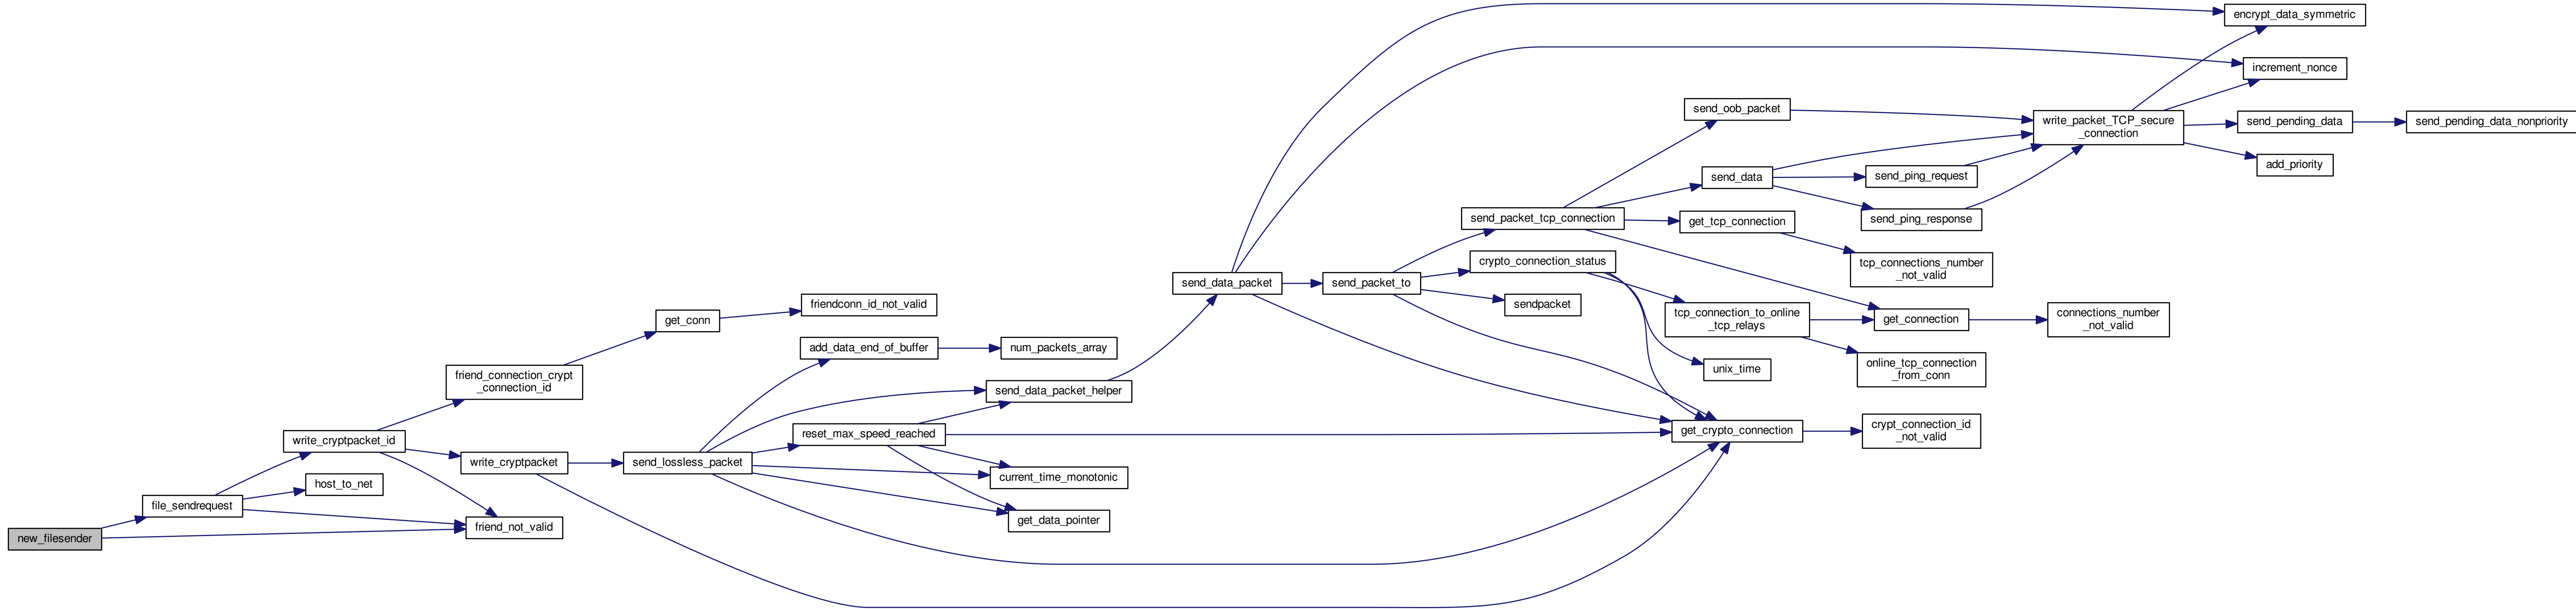 new_filesender
file_sendrequest
write_cryptpacket_id
host_to_net
friend_not_valid
friend_connection_crypt
_connection_id
write_cryptpacket
get_conn
send_lossless_packet
friendconn_id_not_valid
add_data_end_of_buffer
reset_max_speed_reached
num_packets_array
send_data_packet_helper
current_time_monotonic
get_data_pointer
send_data_packet
send_packet_to
send_packet_tcp_connection
crypto_connection_status
sendpacket
send_oob_packet
send_data
get_tcp_connection
tcp_connection_to_online
_tcp_relays
unix_time
get_crypto_connection
send_ping_request
send_ping_response
tcp_connections_number
_not_valid
get_connection
online_tcp_connection
_from_conn
crypt_connection_id
_not_valid
write_packet_TCP_secure
_connection
connections_number
_not_valid
encrypt_data_symmetric
increment_nonce
send_pending_data
add_priority
send_pending_data_nonpriority